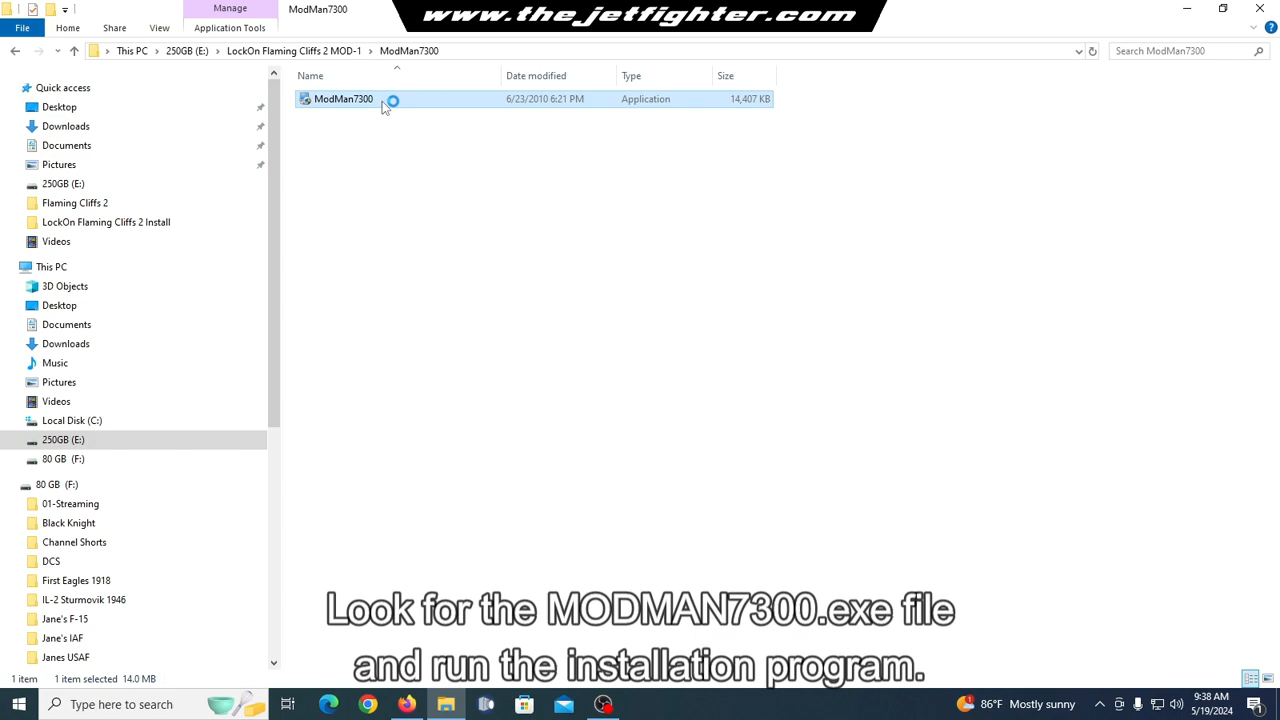 Manage
ModMan7300
www.thejetfighter.com
File
Home
Share
View
Application Tools
This PC
250GB (E:)
LockOn Flaming Cliffs 2 MOD-1
ModMan7300
Search ModMan7300
Name
Date modified
Type
Size
ModMan7300
6/23/2010 6:21 PM
Application
14,407 KB
Quick access
Desktop
Downloads
Documents
Pictures
250GB (E:)
Flaming Cliffs 2
LockOn Flaming Cliffs 2 Install
Videos
This PC
3D Objects
Desktop
Documents
Downloads
Music
Pictures
Videos
Local Disk (C:)
250GB (E:)
80 GB (F:)
80 GB (F:)
01-Streaming
Black Knight
Channel Shorts
DCS
First Eagles 1918
IL-2 Sturmovik 1946
Jane's F-15
Jane's IAF
Janes USAF
Look for the MODMAN7300.exe file
and run the installation program.
1 item
1 item selected 14.0 MB
Type here to search
86°F Mostly sunny
9:38 AM
5/19/2024